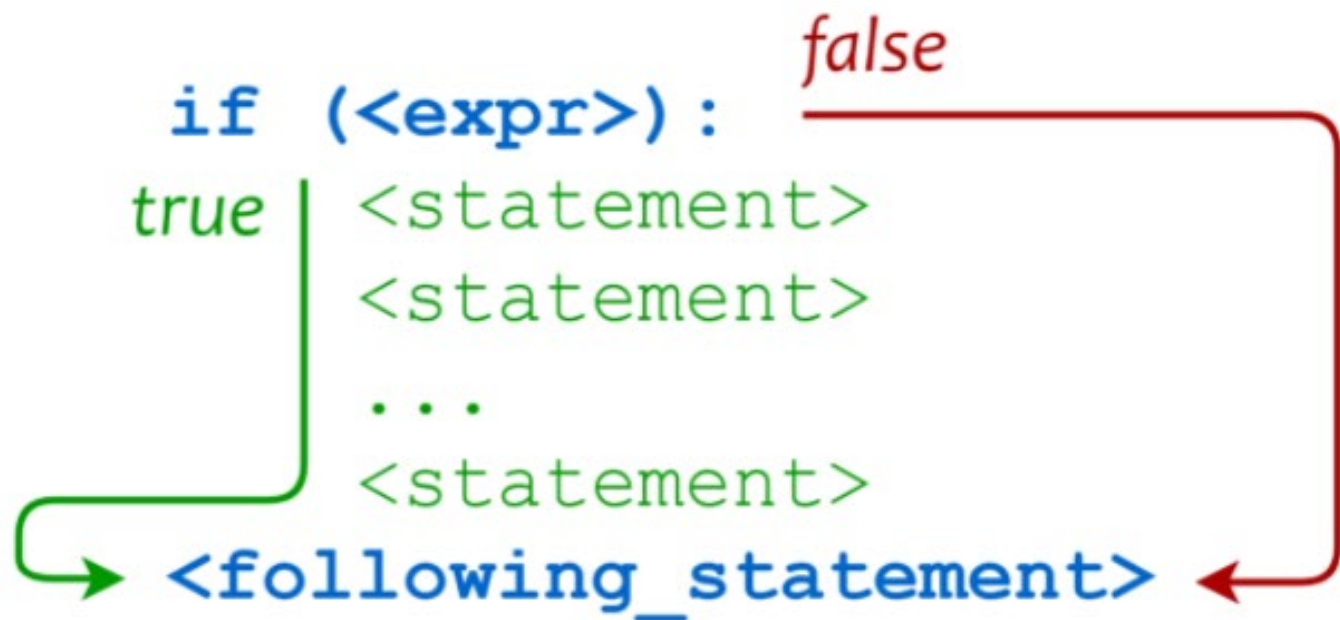 false
if (<expr>):
true <statement>
<statement>
...
<statement>
<following_statement>